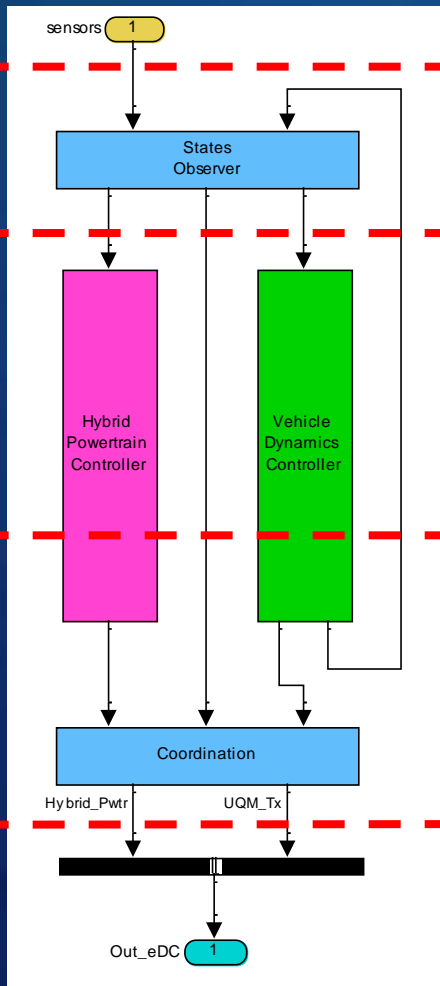 sensors
1
States
Observer
Hybrid
Powertrain
Controller
Vehicle
Dynamics
Controller
Coordination
Hybrid_Pwtr
UQM_Tx
Out_eDC
1